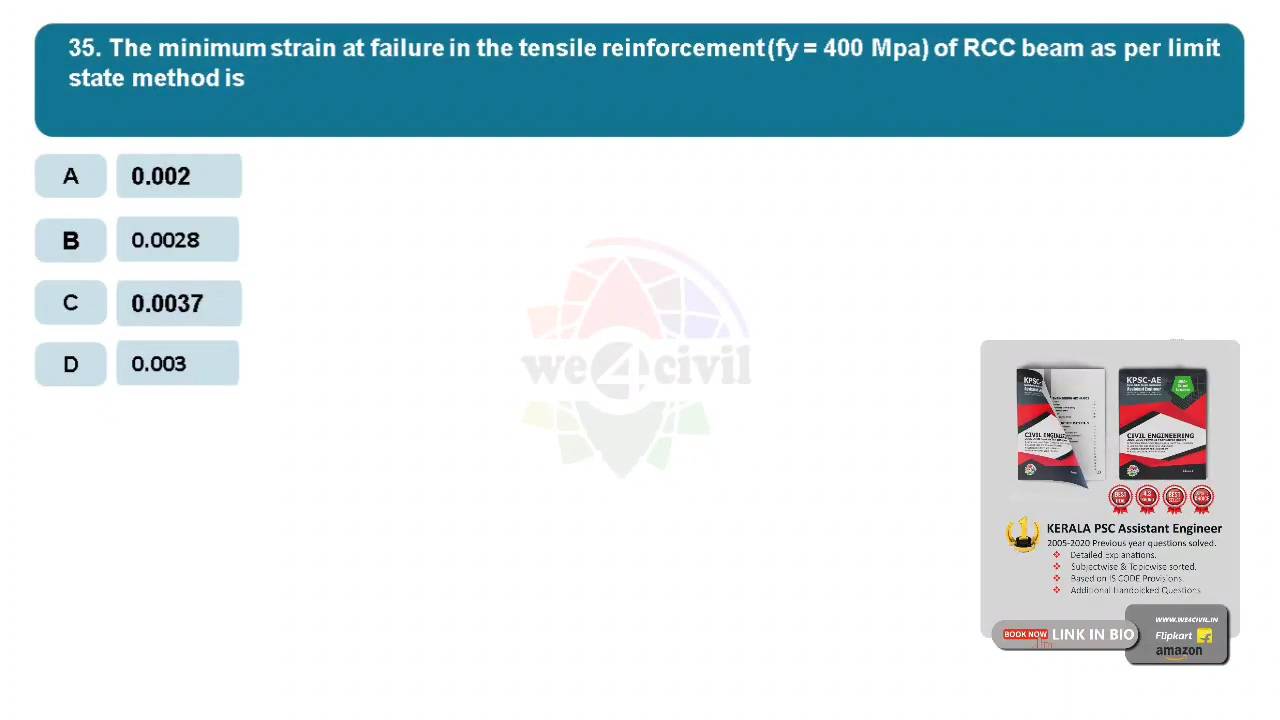 35. The minimum strain at failure in the tensile reinforcement (fy = 400 Mpa) of RCC beam as per limit
state method is
A 0.002
B 0.0028
C 0.0037
D 0.003
we4civil
KPSC-AE
Assistant Engineer
CIVIL ENGINEERING
KERALA PSC Assistant Engineer
2005-2020 Previous year questions solved.
Detailed Explanations.
Subjectwise & Topicwise sorted.
Based on IS CODE Provisions.
Additional Handpicked Questions
BOOK NOW LINK IN BIO
WWW.WE4CIVIL.IN
Flipkart
amazon